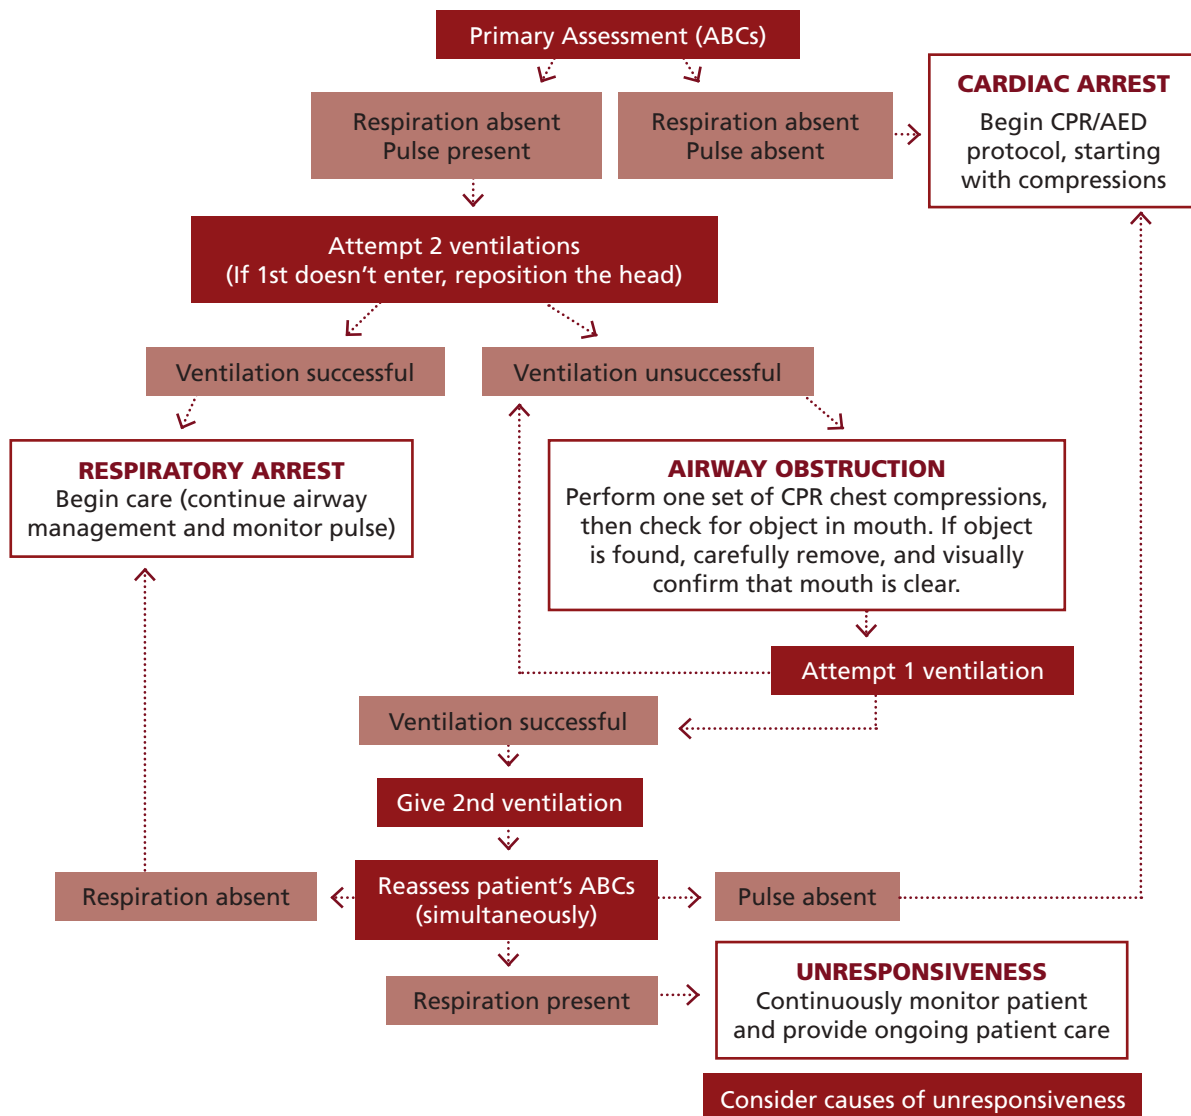 Primary Assessment (ABCs)
Respiration absent
Pulse present
Respiration absent
Pulse absent
CARDIAC ARREST
Begin CPR/AED
protocol, starting
with compressions
Attempt 2 ventilations
(If 1st doesn’t enter, reposition the head)
Ventilation successful
Ventilation unsuccessful
RESPIRATORY ARREST
Begin care (continue airway
management and monitor pulse)
AIRWAY OBSTRUCTION
Perform one set of CPR chest compressions,
then check for object in mouth. If object
is found, carefully remove, and visually
confirm that mouth is clear.
Attempt 1 ventilation
Ventilation successful
Give 2nd ventilation
Respiration absent
Reassess patient’s ABCs
(simultaneously)
Pulse absent
Respiration present
UNRESPONSIVENESS
Continuously monitor patient
and provide ongoing patient care
Consider causes of unresponsiveness